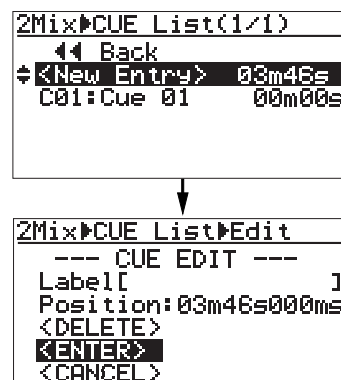 2Mix▶CUE List(1/1)
◀◀ Back
<New Entry> 03m46s
C01:Cue 01 00m00s
2Mix▶CUE List▶Edit
--- CUE EDIT ---
Label[ ]
Position:03m46s000ms
<DELETE>
<ENTER>
<CANCEL>